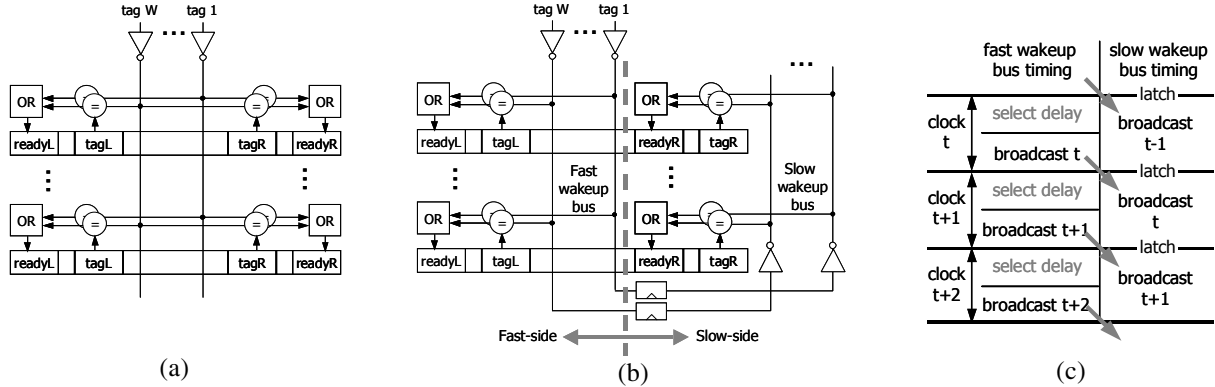 tag W tag 1
OR = = OR
readyL tagL tagR readyR
OR = = OR
readyL tagL tagR readyR
(a)
tag W tag 1
OR = OR =
readyL tagL readyR tagR
Fast
wakeup
bus
Slow
wakeup
bus
OR = OR =
readyL tagL readyR tagR
Fast-side Slow-side
(b)
fast wakeup
bus timing
slow wakeup
bus timing
latch
clock
t
select delay
broadcast t
broadcast
t-1
latch
clock
t+1
select delay
broadcast t+1
broadcast
t
latch
clock
t+2
select delay
broadcast t+2
broadcast
t+1
(c)